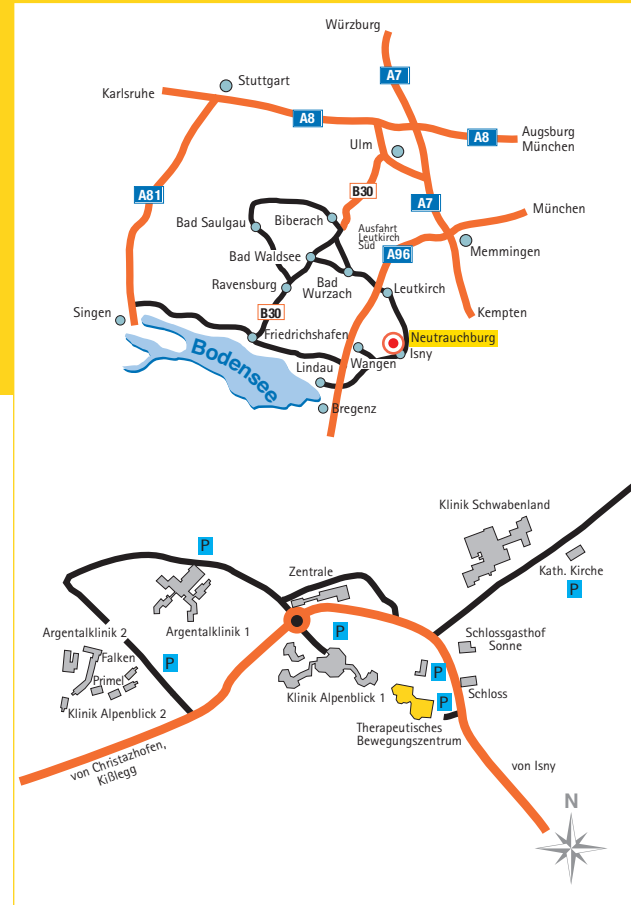 Würzburg
A7
Stuttgart
Karlsruhe
A8
Augsburg
München
A8
Ulm
A81
B30
A7
München
Bad Saulgau
Biberach
Ausfahrt
Leutkirch
Süd
A96
Memmingen
Bad Waldsee
Ravensburg
Bad
Wurzach
Leutkirch
B30
Singen
Kempten
Friedrichshafen
Neutrauchburg
Isny
Bodensee
Wangen
Lindau
Bregenz
Klinik Schwabenland
P
Kath. Kirche
P
Zentrale
Argentalklinik 2
Argentalklinik 1
P
Schlossgasthof
Sonne
Falken
P
Primel
P
Schloss
Klinik Alpenblick 1
P
Klinik Alpenblick 2
Therapeutisches
Bewegungszentrum
von Christazhofen,
Kißlegg
von Isny
N